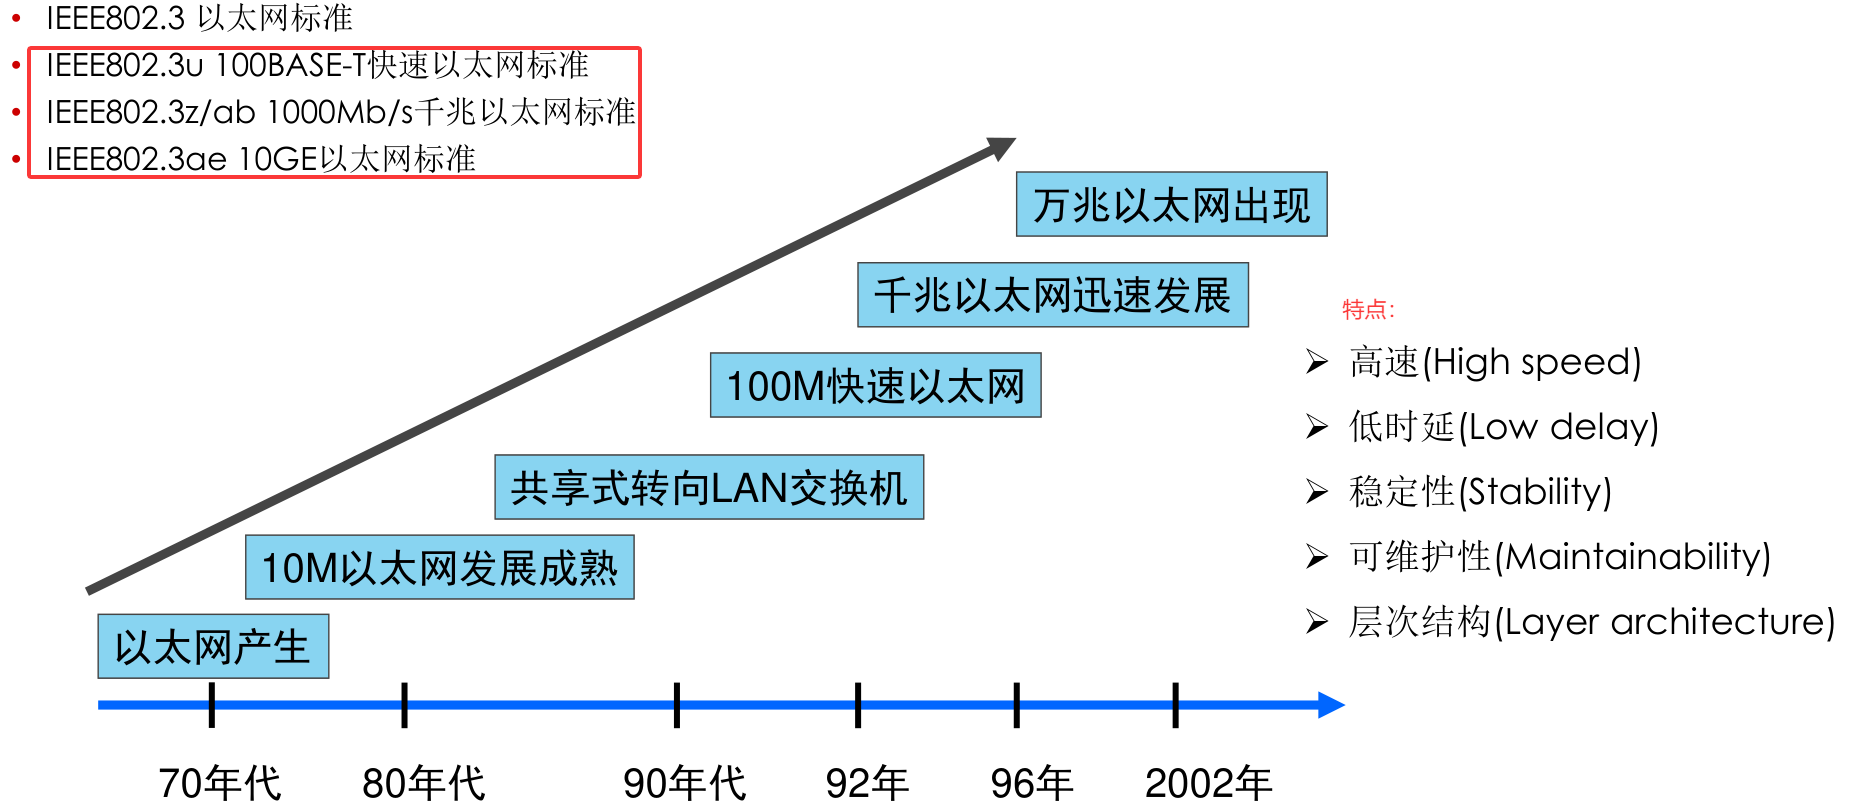 • IEEE802.3 以太网标准
• IEEE802.3u 100BASE-T快速以太网标准
• IEEE802.3z/ab 1000Mb/s千兆以太网标准
• IEEE802.3ae 10GE以太网标准
万兆以太网出现
千兆以太网迅速发展
100M快速以太网
共享式转向LAN交换机
10M以太网发展成熟
以太网产生
特点：
➢ 高速(High speed)
➢ 低时延(Low delay)
➢ 稳定性(Stability)
➢ 可维护性(Maintainability)
➢ 层次结构(Layer architecture)
70年代 80年代 90年代 92年 96年 2002年